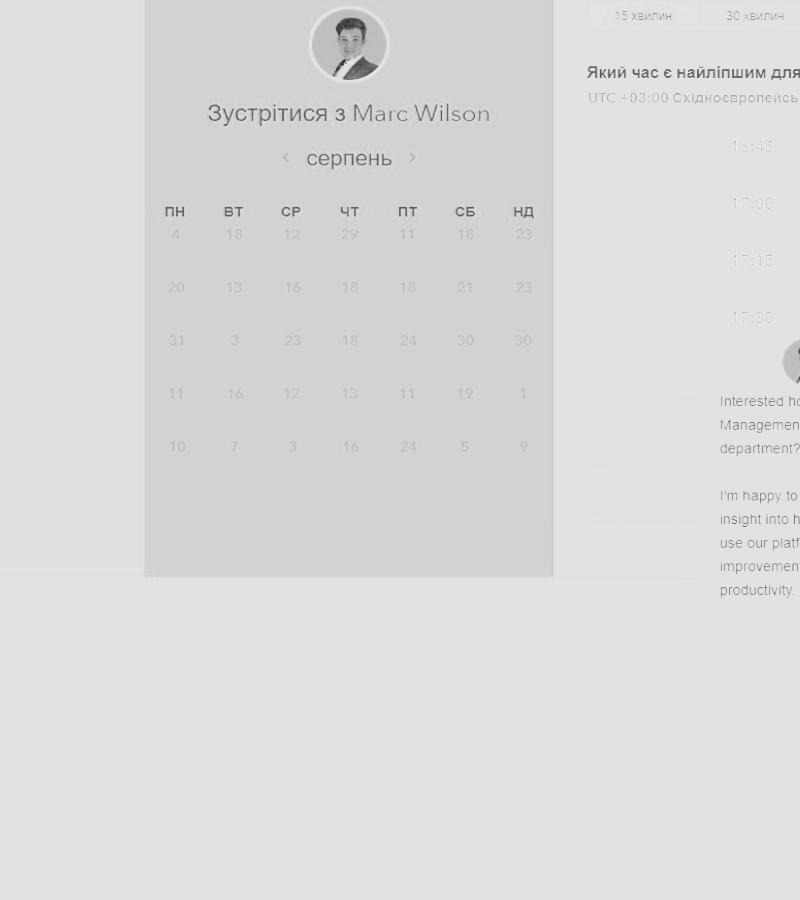 Зустрітися з Marc Wilson
серпень
ПН ВТ СР ЧТ ПТ СБ НД
4 18 12 29 11 18 23
20 13 16 18 18 21 23
31 3 23 18 24 30 30
11 16 12 13 11 19 1
10 7 3 16 24 5 9
15 хвилин 30 хвилин
Який час є найліпшим для
UTC +03:00 Східноєвропейсь
17:00
17:15
17:30
Interested ho
Managemen
department?
I'm happy to
insight into h
use our platf
improvemen
productivity.